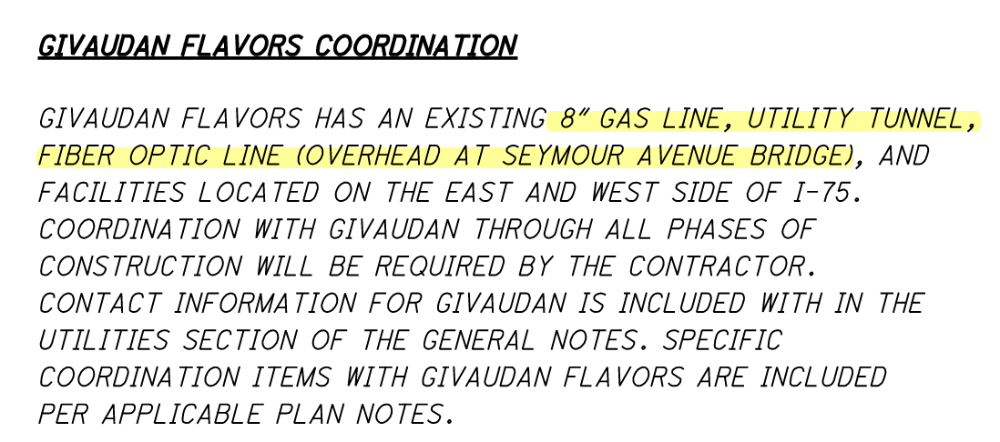 GIVAUDAN FLAVORS COORDINATION
GIVAUDAN FLAVORS HAS AN EXISTING 8" GAS LINE, UTILITY TUNNEL,
FIBER OPTIC LINE (OVERHEAD AT SEYMOUR AVENUE BRIDGE), AND
FACILITIES LOCATED ON THE EAST AND WEST SIDE OF I-75.
COORDINATION WITH GIVAUDAN THROUGH ALL PHASES OF
CONSTRUCTION WILL BE REQUIRED BY THE CONTRACTOR.
CONTACT INFORMATION FOR GIVAUDAN IS INCLUDED WITH IN THE
UTILITIES SECTION OF THE GENERAL NOTES. SPECIFIC
COORDINATION ITEMS WITH GIVAUDAN FLAVORS ARE INCLUDED
PER APPLICABLE PLAN NOTES.